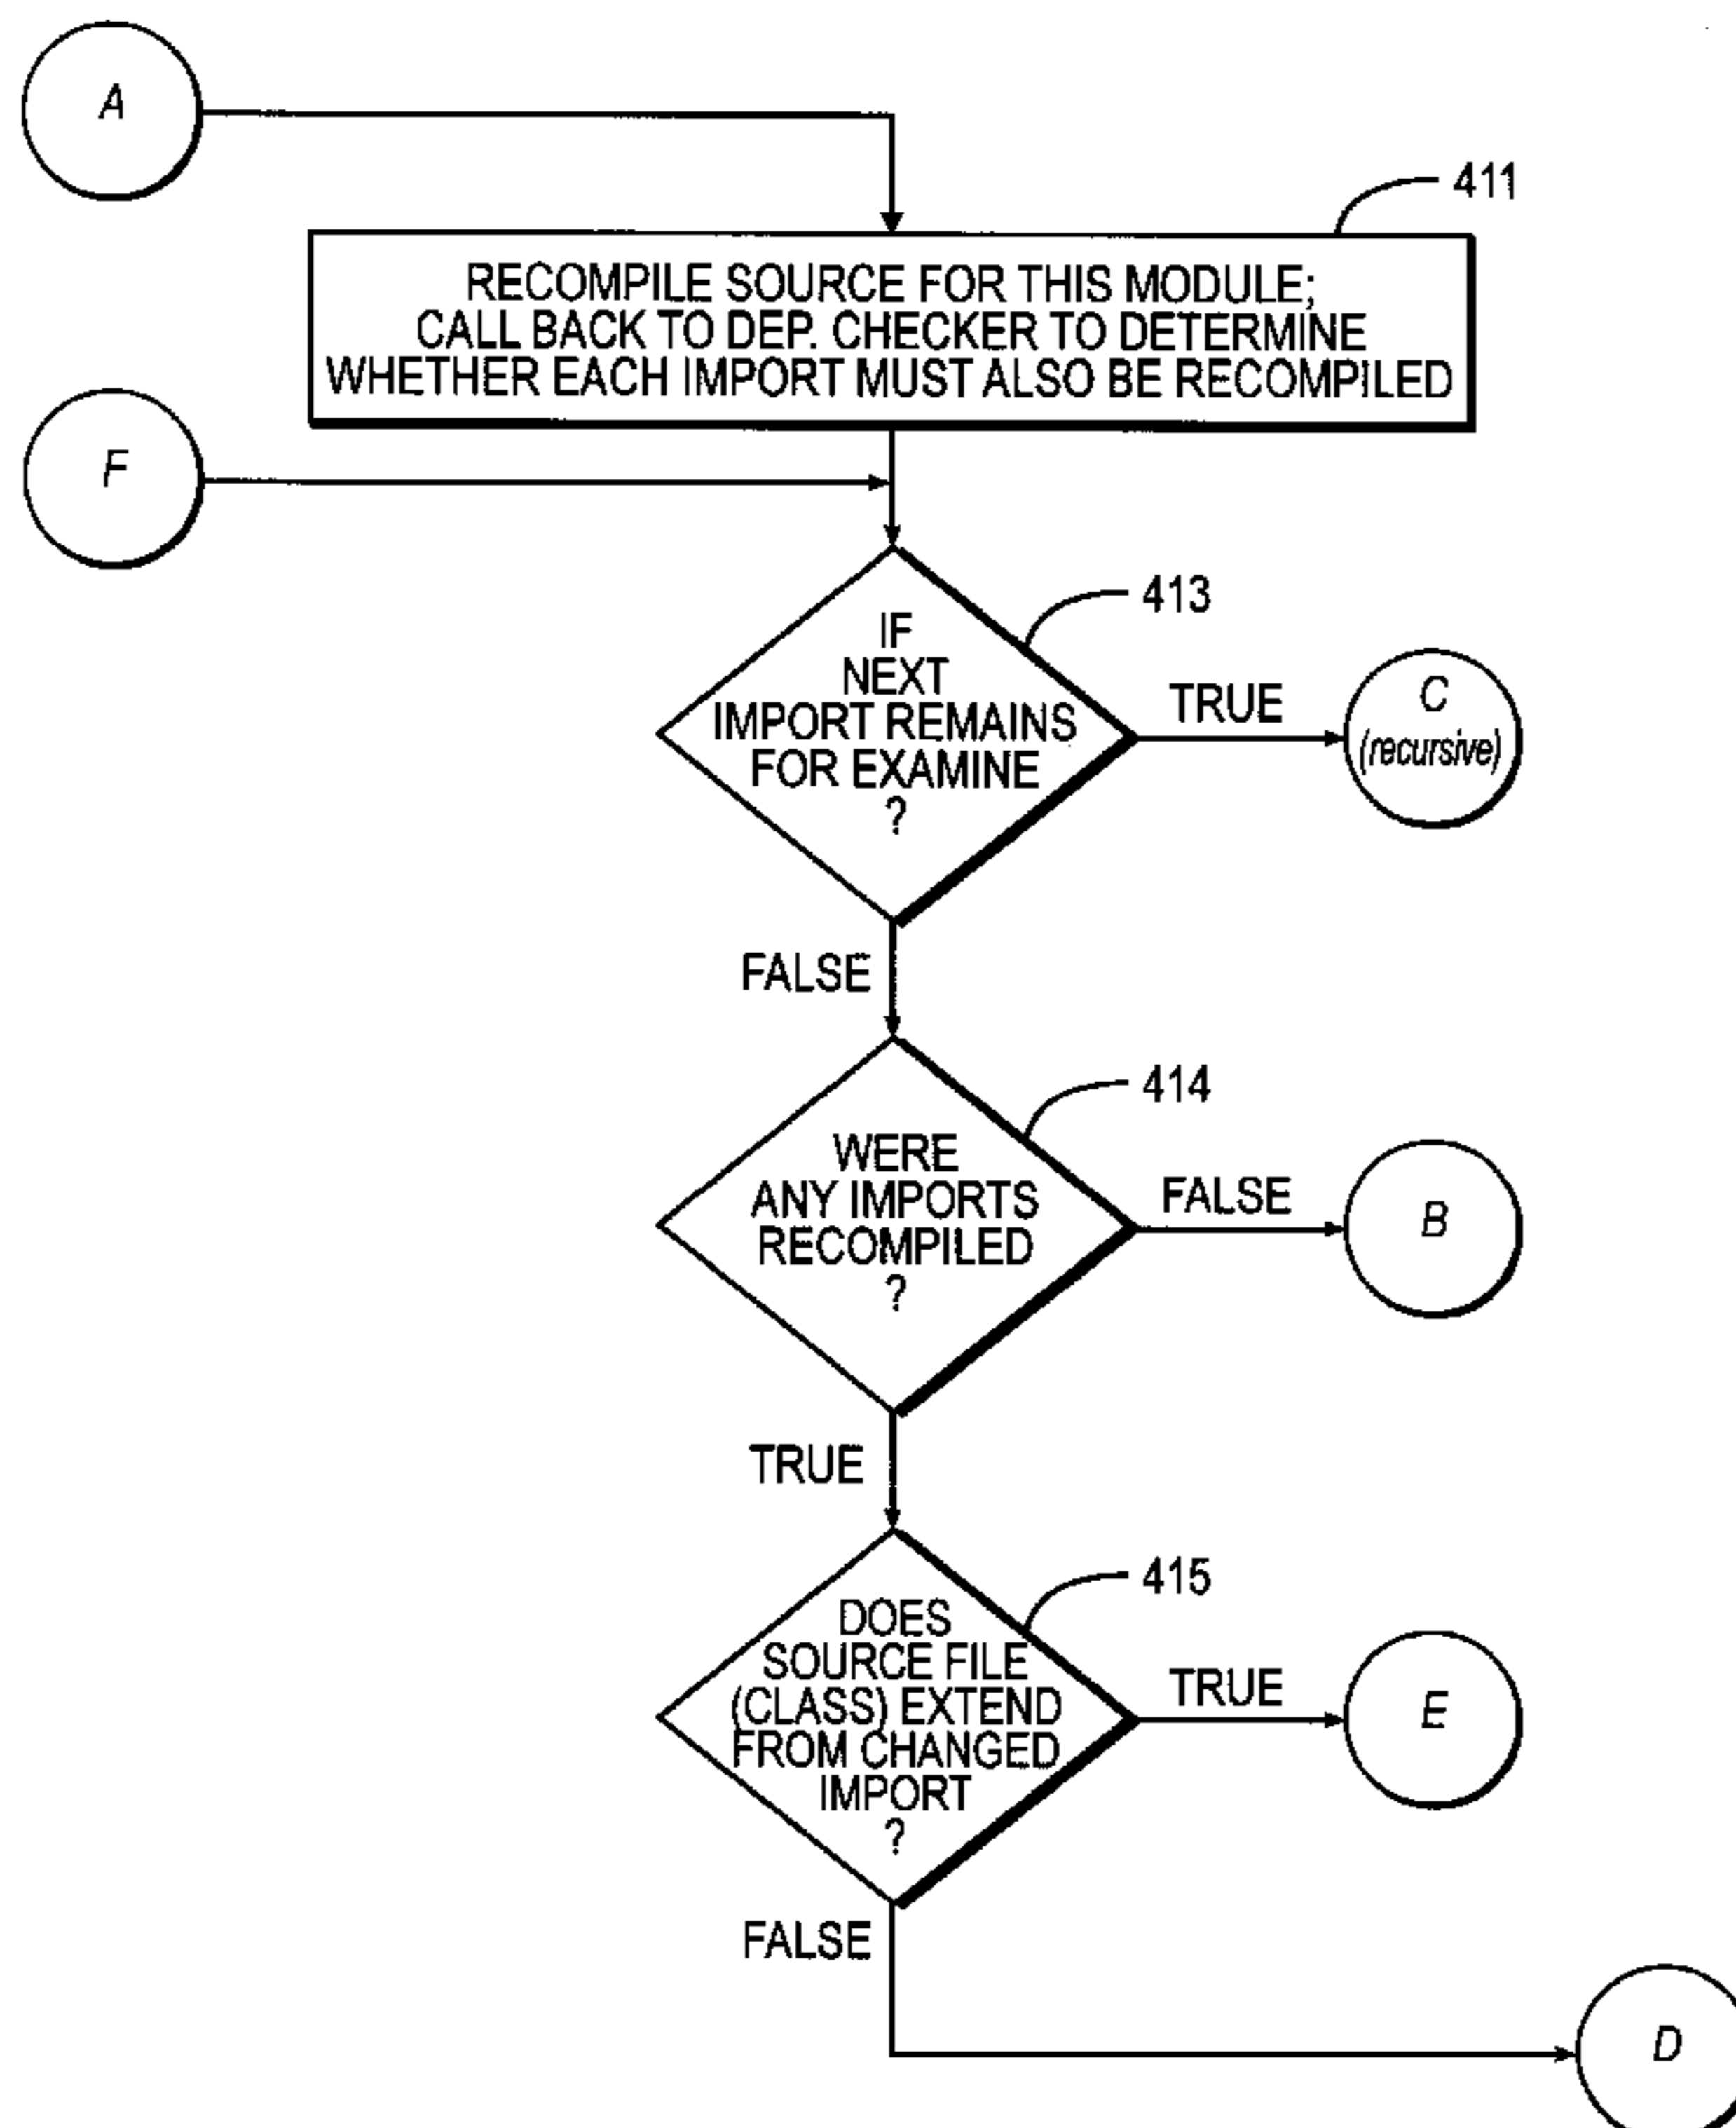 A
411
RECOMPILE SOURCE FOR THIS MODULE;
CALL BACK TO DEP. CHECKER TO DETERMINE
WHETHER EACH IMPORT MUST ALSO BE RECOMPILED
F
413
IF
NEXT
IMPORT REMAINS
FOR EXAMINE
?
TRUE
C
(recursive)
FALSE
414
WERE
ANY IMPORTS
RECOMPILED
?
FALSE
B
TRUE
415
DOES
SOURCE FILE
(CLASS) EXTEND
FROM CHANGED
IMPORT
?
TRUE
E
FALSE
D